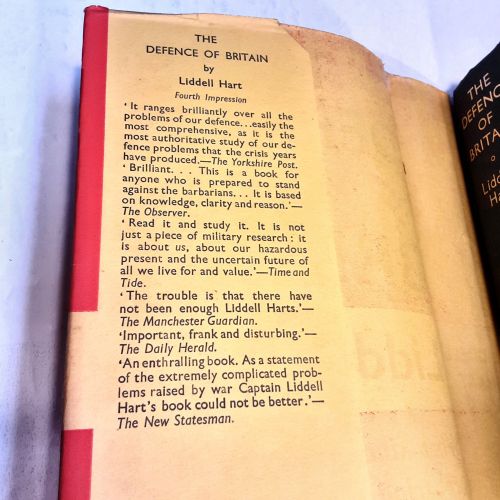 THE
DEFENCE OF BRITAIN
by
Liddell Hart
Fourth Impression
'It ranges brilliantly over all the
problems of our defence...easily the
most comprehensive, as it is the
most authoritative study of our de-
fence problems that the crisis years
have produced.—The Yorkshire Post.
'Brilliant. . . This is a book for
anyone who is prepared to stand
against the barbarians... It is based
on knowledge, clarity and reason.'—
The Observer.
'Read it and study it. It is not
just a piece of military research: it
is about us, about our hazardous
present and the uncertain future of
all we live for and value.'—Time and
Tide.
'The trouble is that there have
not been enough Liddell Harts.'—
The Manchester Guardian.
'Important, frank and disturbing.'—
The Daily Herald.
'An enthralling book. As a statement
of the extremely complicated prob-
lems raised by war Captain Liddell
Hart's book could not be better.'—
The New Statesman.
THE
DEFENCE
OF
BRITAI
Lidd
Ha